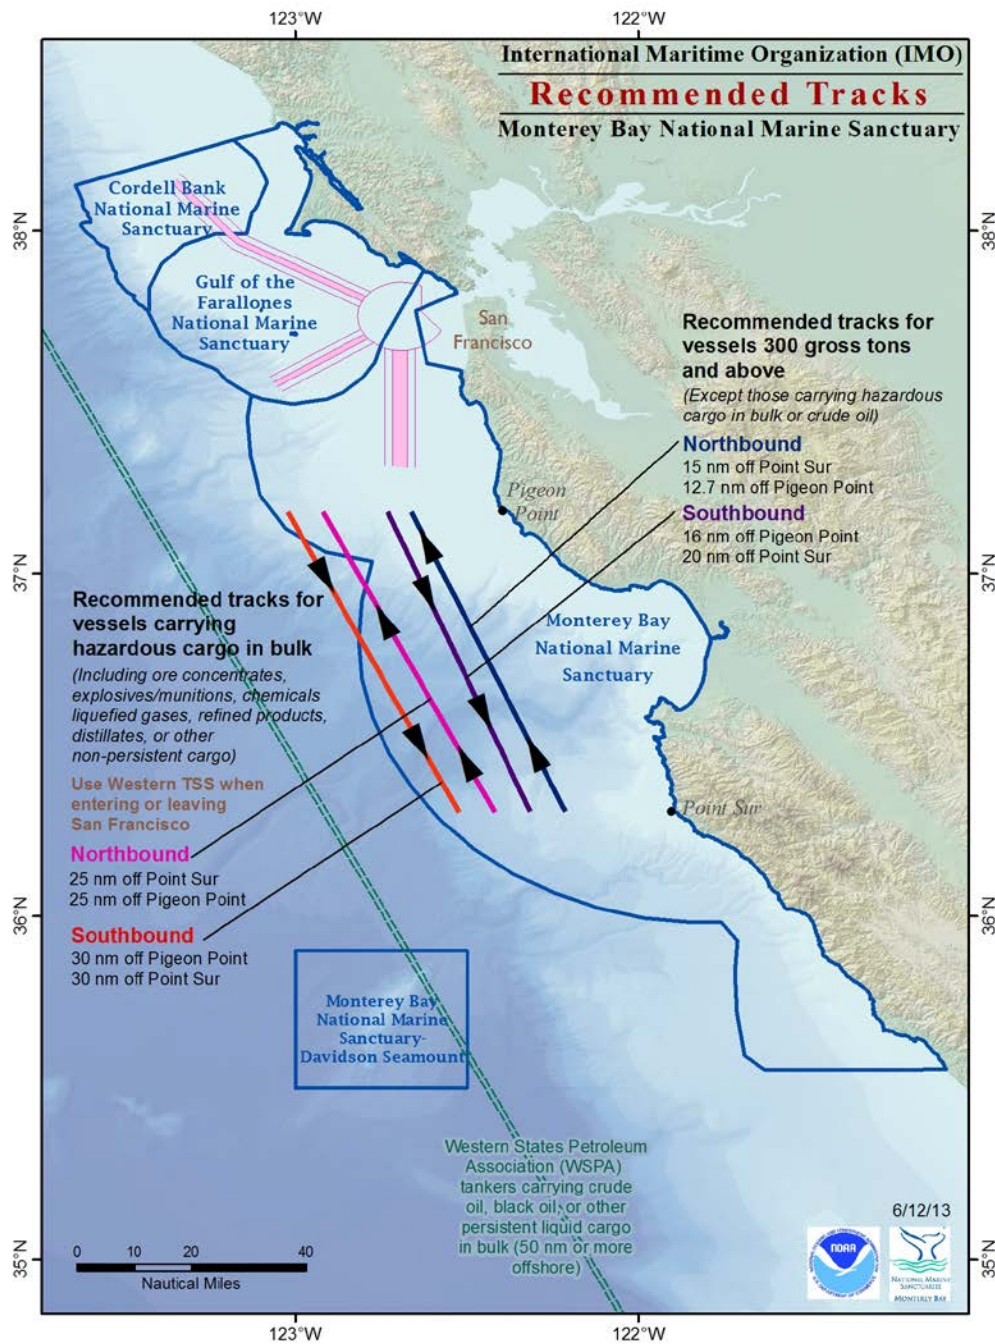 123°W
122°W
International Maritime Organization (IMO)
Recommended Tracks
Monterey Bay National Marine Sanctuary
38°N
38°N
Cordell Bank
National Marine
Sanctuary
Gulf of the
Farallones
National Marine
Sanctuary
San
Francisco
Recommended tracks for
vessels 300 gross tons
and above
(Except those carrying hazardous
cargo in bulk or crude oil)
Northbound
15 nm off Point Sur
12.7 nm off Pigeon Point
Southbound
16 nm off Pigeon Point
20 nm off Point Sur
Pigeon
Point
37°N
37°N
Recommended tracks for
vessels carrying
hazardous cargo in bulk
(Including ore concentrates,
explosives/munitions, chemicals
liquefied gases, refined products,
distillates, or other
non-persistent cargo)
Use Western TSS when
entering or leaving
San Francisco
Northbound
25 nm off Point Sur
25 nm off Pigeon Point
Southbound
30 nm off Pigeon Point
30 nm off Point Sur
Monterey Bay
National Marine
Sanctuary
Point Sur
36°N
36°N
Monterey Bay
National Marine
Sanctuary-
Davidson Seamount
Western States Petroleum
Association (WSPA)
tankers carrying crude
oil, black oil, or other
persistent liquid cargo
in bulk (50 nm or more
offshore)
6/12/13
NOAA
National Marine
Sanctuaries
Monterey Bay
35°N
35°N
0 10 20 40
Nautical Miles
123°W
122°W